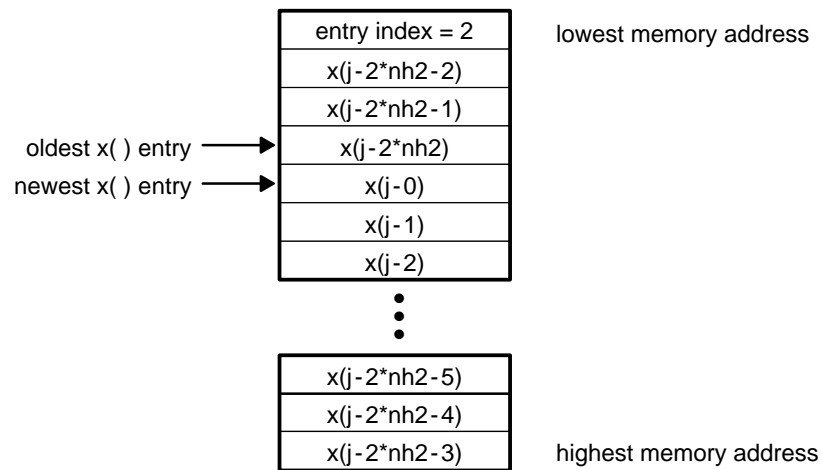 entry index = 2 lowest memory address
x(j-2*nh2-2)
x(j-2*nh2-1)
oldest x( ) entry x(j-2*nh2)
newest x( ) entry x(j-0)
x(j-1)
x(j-2)
x(j-2*nh2-5)
x(j-2*nh2-4)
x(j-2*nh2-3) highest memory address